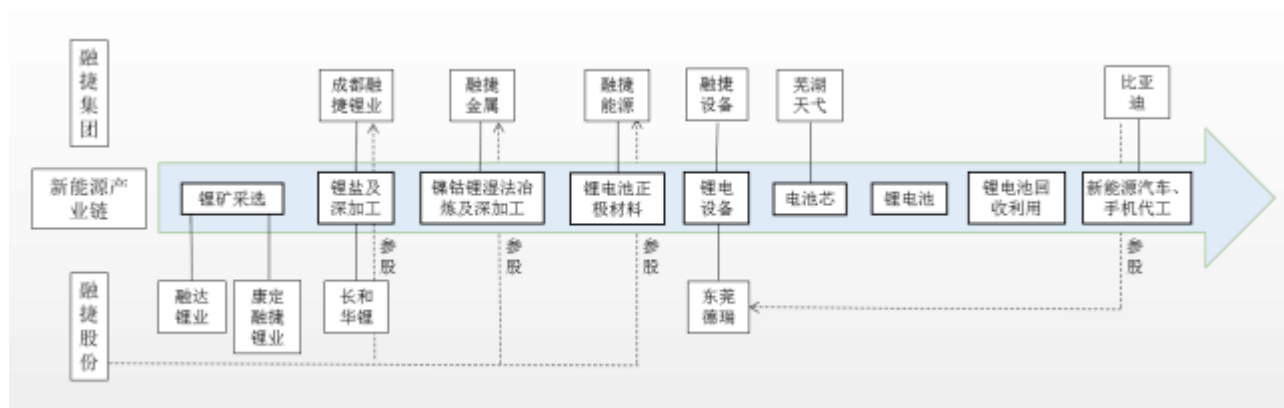 融
捷
集
团
成都融
捷锂业
融捷
金属
融捷
能源
融捷
设备
芜湖
天弋
比亚
迪
新能源产
业链
锂矿采选
锂盐及
深加工
镍钴锂湿法冶
炼及深加工
锂电池正
极材料
锂电
设备
电池芯
锂电池
锂电池回
收利用
新能源汽车、
手机代工
参
股
参
股
参
股
参
股
融
捷
股
份
融达
锂业
康定
融捷
锂业
长和
华锂
东莞
德瑞